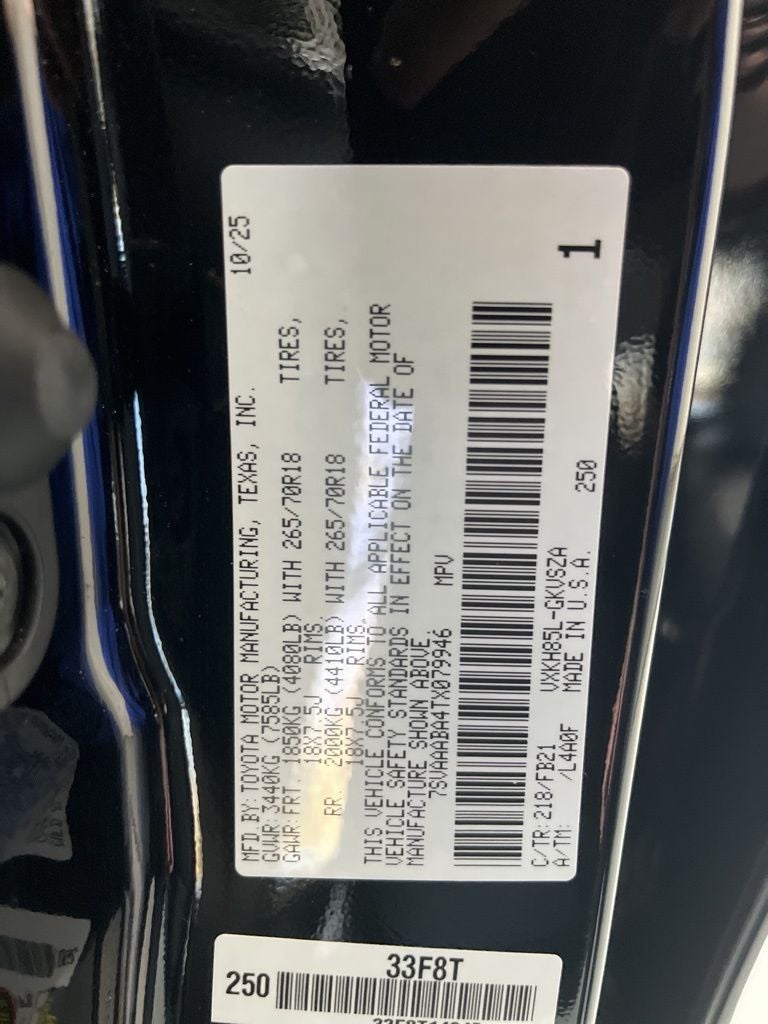 MFD BY: TOYOTA MOTOR MANUFACTURING, TEXAS, INC. 10/25
GVWR: 3440KG (7585LB)
GAWR: FRT. 1850KG (4080LB) WITH 265/70R18 TIRES,
18X7.5J RIMS.
RR. 2000KG (4410LB) WITH 265/70R18 TIRES,
18X7.5J RIMS.
THIS VEHICLE CONFORMS TO ALL APPLICABLE FEDERAL MOTOR
VEHICLE SAFETY STANDARDS IN EFFECT ON THE DATE OF
MANUFACTURE SHOWN ABOVE.
7SVAAABA4TX079946 MPV
1
C/TR: 218/FB21 VXKH85L-GKVSZA 250
A/TM: /L4A0F MADE IN U.S.A.
33F8T
250